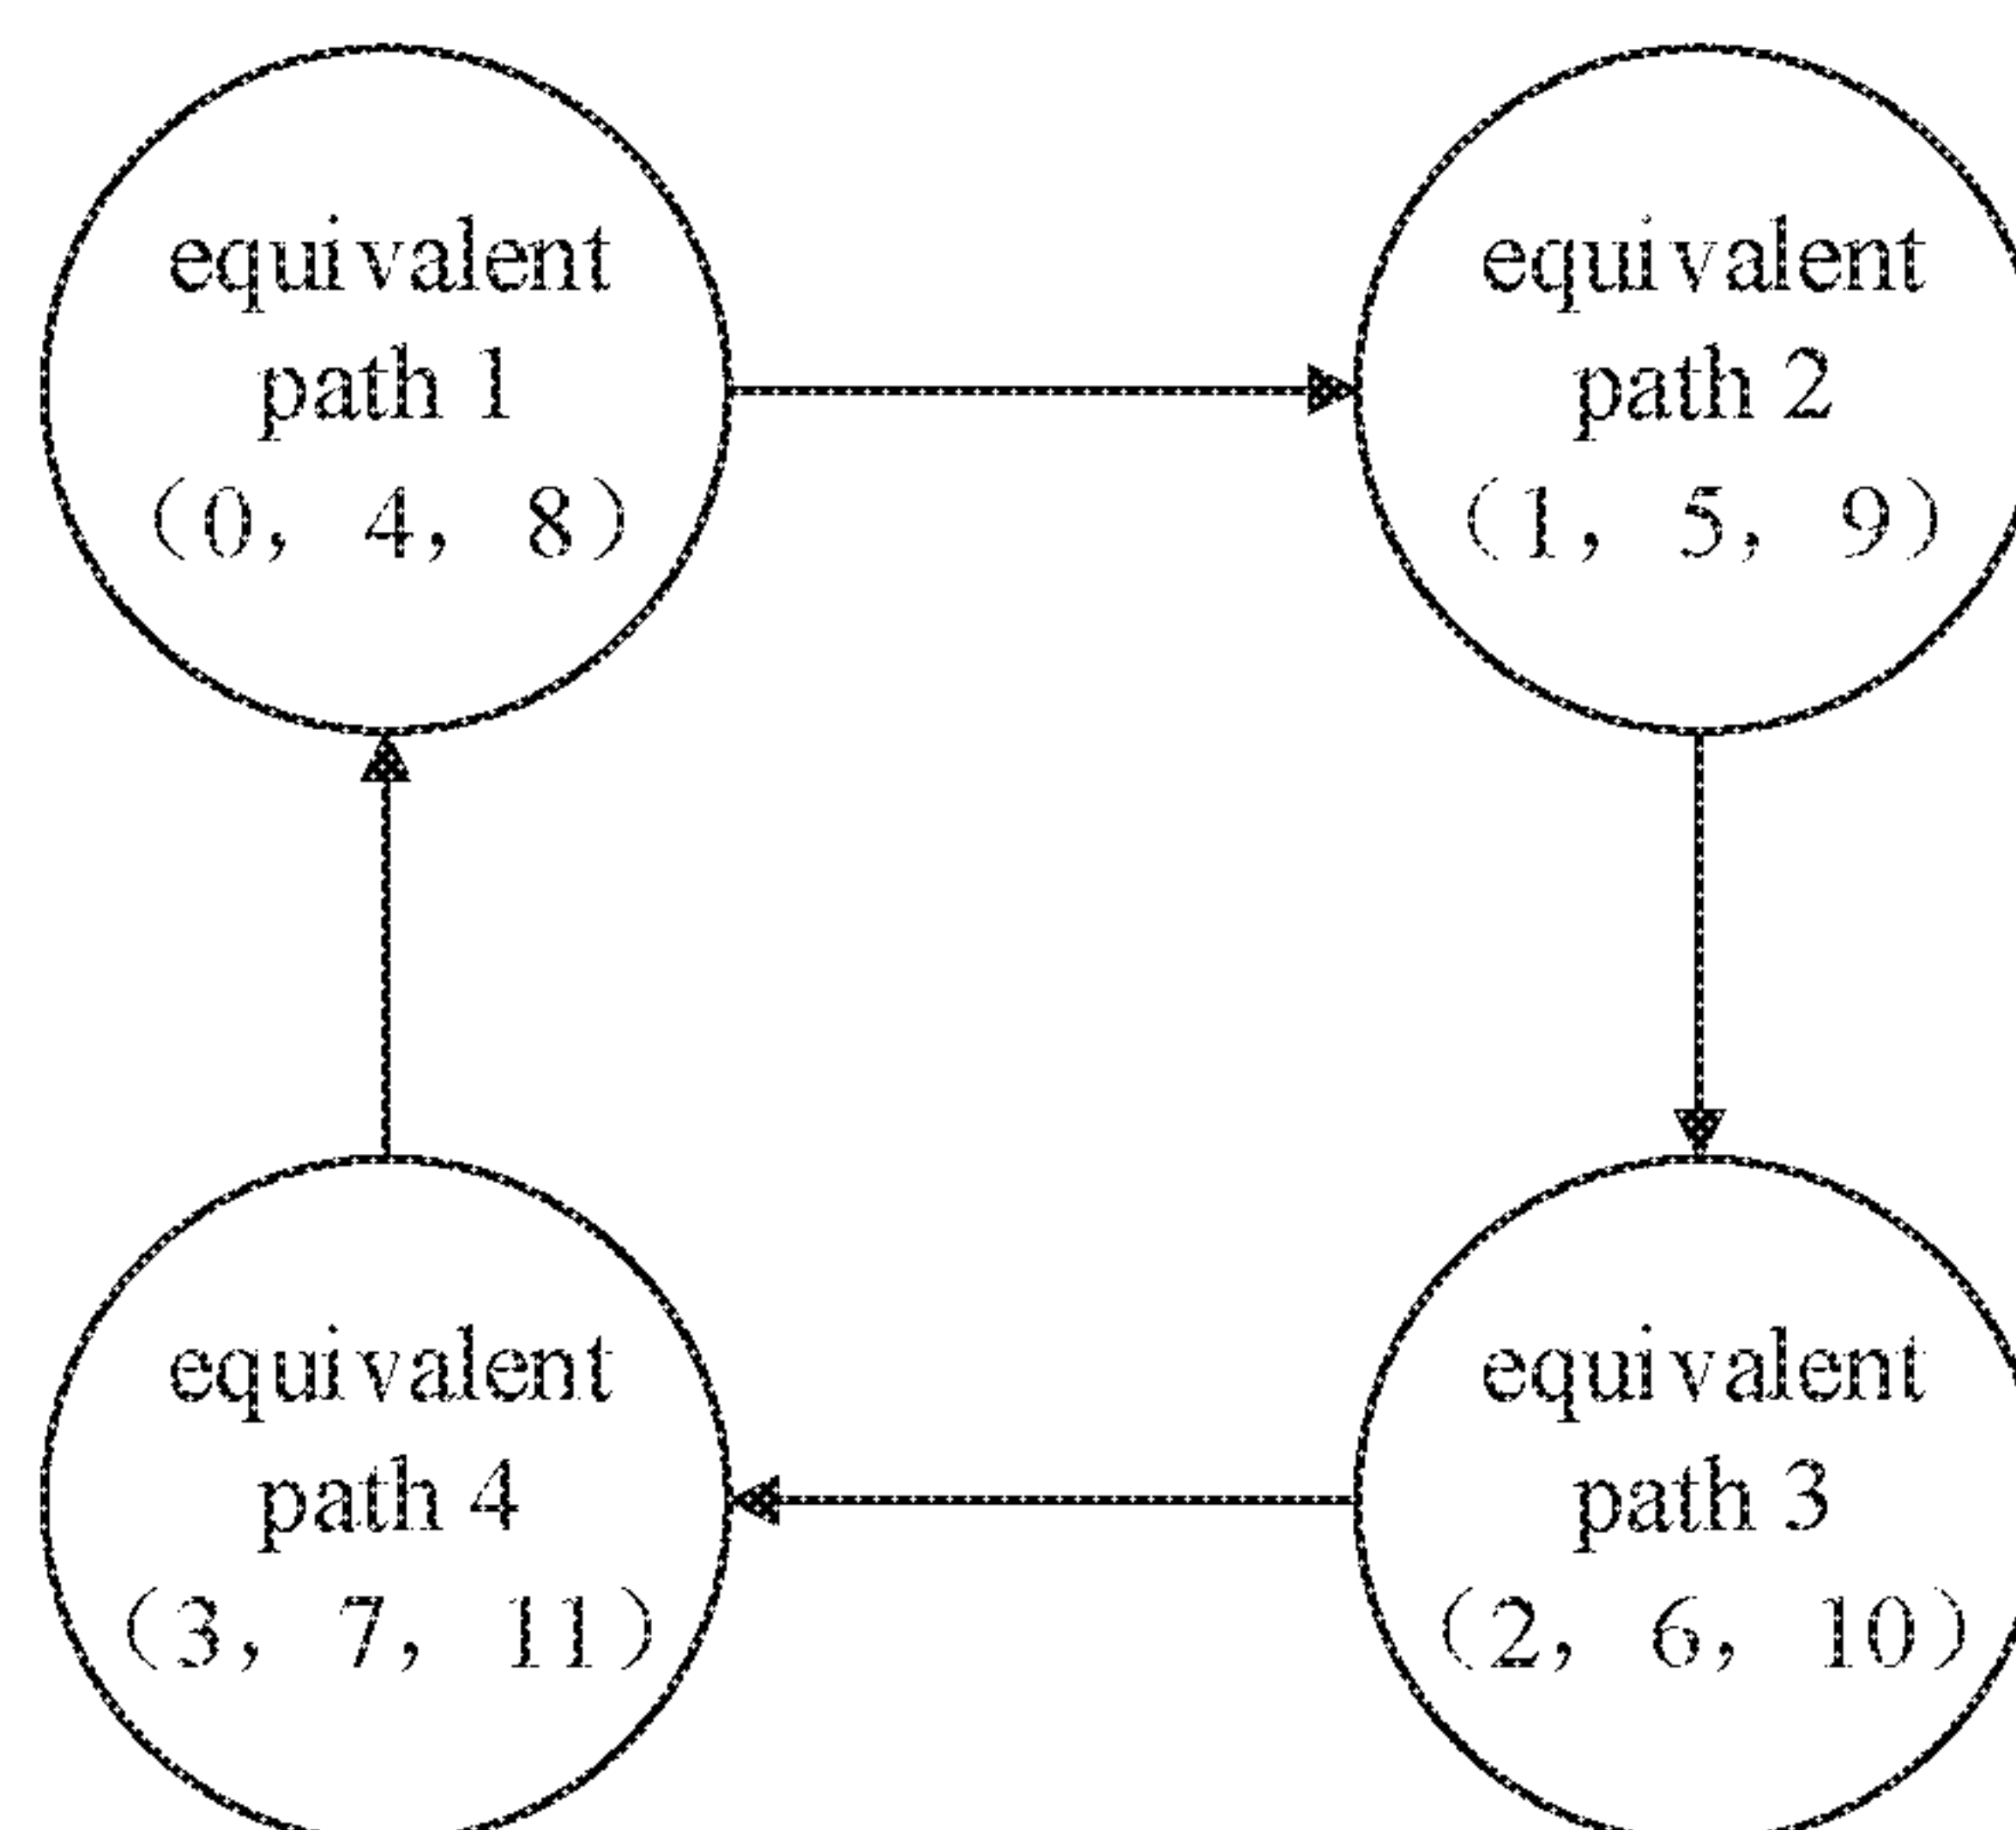 equivalent
path 1
(0, 4, 8)
equivalent
path 2
(1, 5, 9)
equivalent
path 4
(3, 7, 11)
equivalent
path 3
(2, 6, 10)